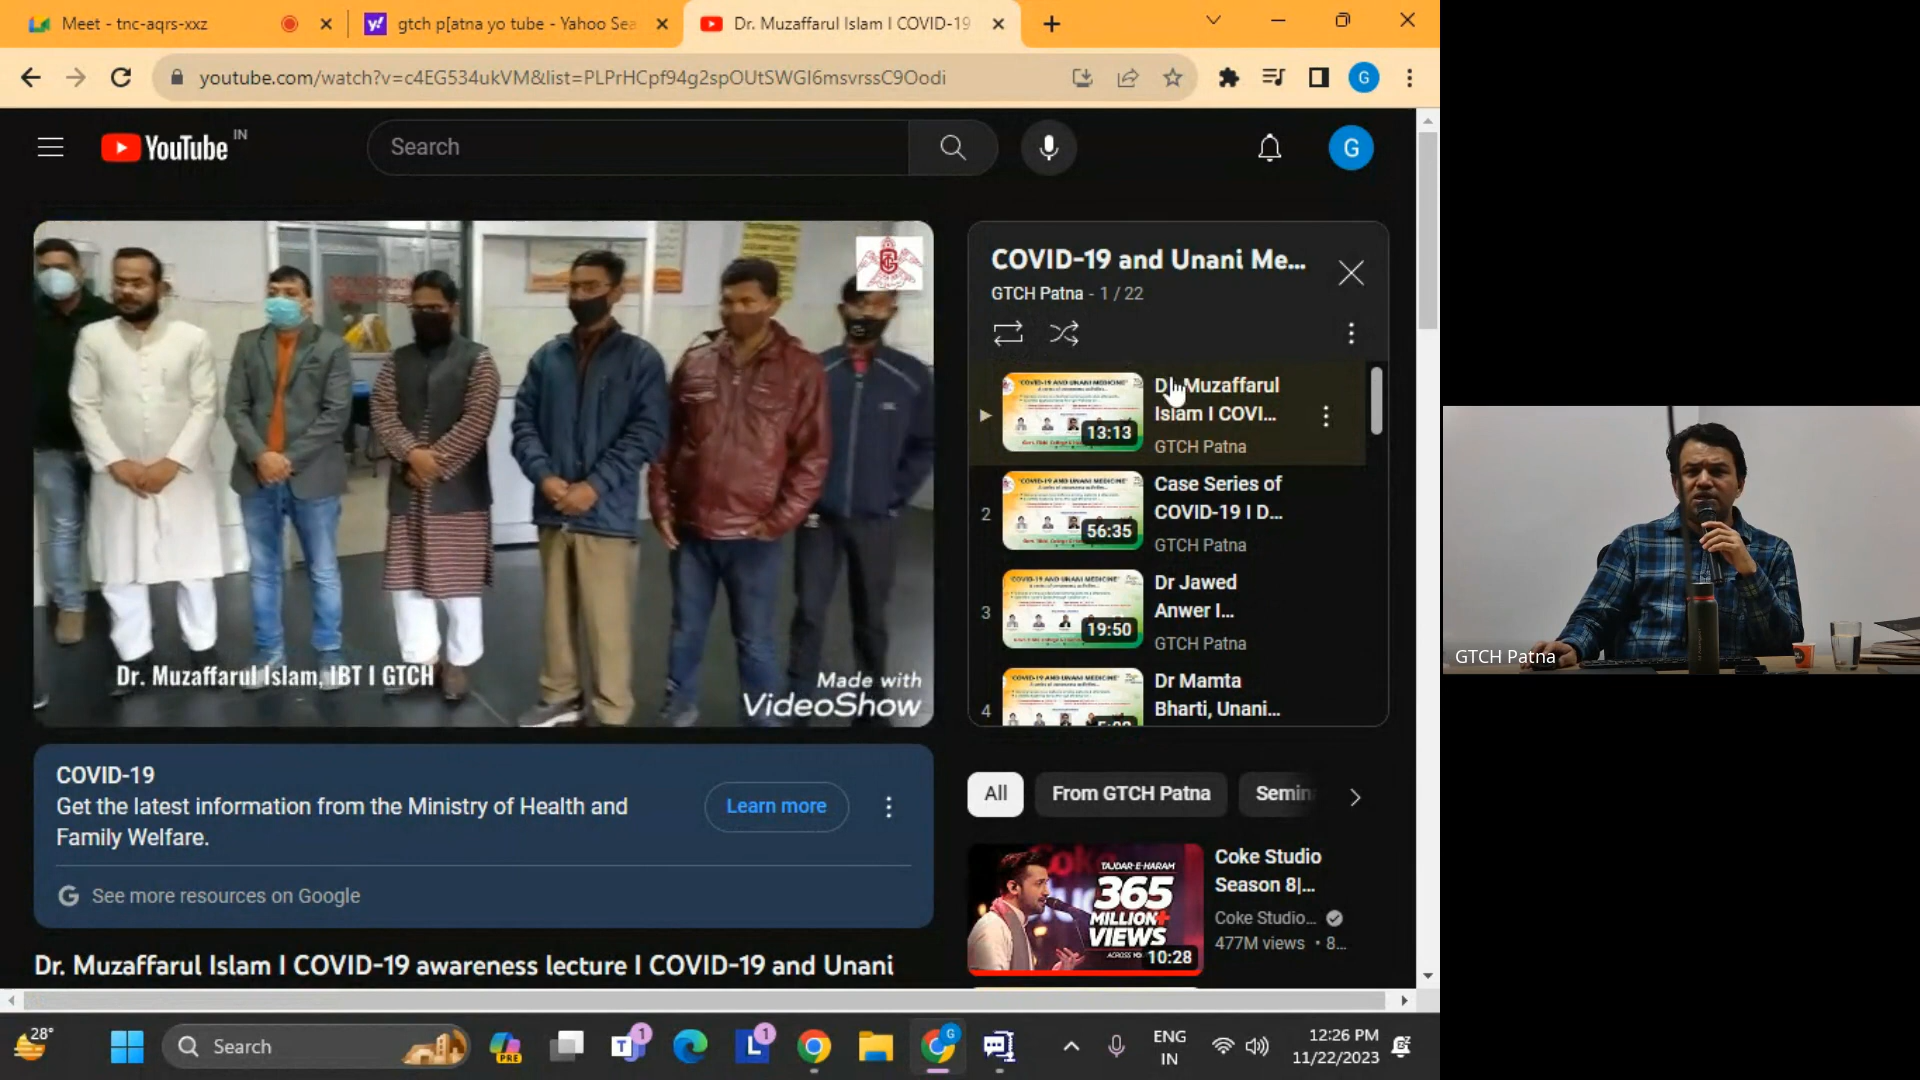 Meet - tnc-aqrs-xxz
gtch p[atna yo tube - Yahoo Sea
Dr. Muzaffarul Islam I COVID-19
youtube.com/watch?v=c4EG534ukVM&list=PLPrHCpf94g2spOUtSWGI6msvrssC9Oodi
G
YouTube IN
Search
G
Dr. Muzaffarul Islam, IBT I GTCH
Made with
VideoShow
COVID-19 and Unani Me...
GTCH Patna - 1 / 22
Muzaffarul
Islam I COVI...
GTCH Patna
13:13
2
Case Series of
COVID-19 I D...
GTCH Patna
56:35
3
Dr Jawed
Anwer I...
GTCH Patna
19:50
4
Dr Mamta
Bharti, Unani...
COVID-19
Get the latest information from the Ministry of Health and
Family Welfare.
Learn more
G See more resources on Google
All
From GTCH Patna
Semin
TAJDAR-E-HARAM
365
MILLION+
VIEWS
10:28
Coke Studio
Season 8|...
Coke Studio...
477M views • 8...
Dr. Muzaffarul Islam I COVID-19 awareness lecture I COVID-19 and Unani
GTCH Patna
28°
Search
PRE
1
1
G
ENG
IN
12:26 PM
11/22/2023